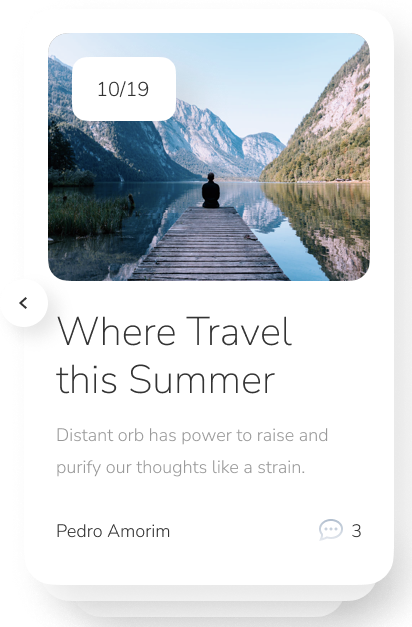 10/19
Where Travel
this Summer
Distant orb has power to raise and
purify our thoughts like a strain.
Pedro Amorim
3